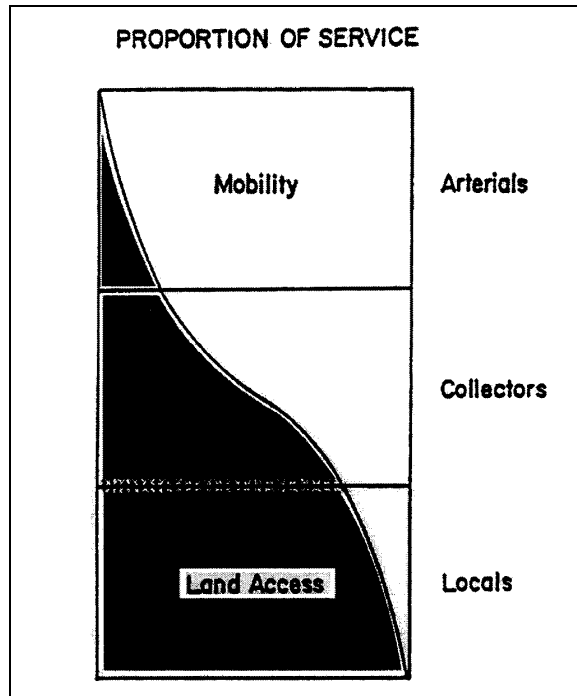 PROPORTION OF SERVICE
Mobility
Arterials
Collectors
Land Access
Locals